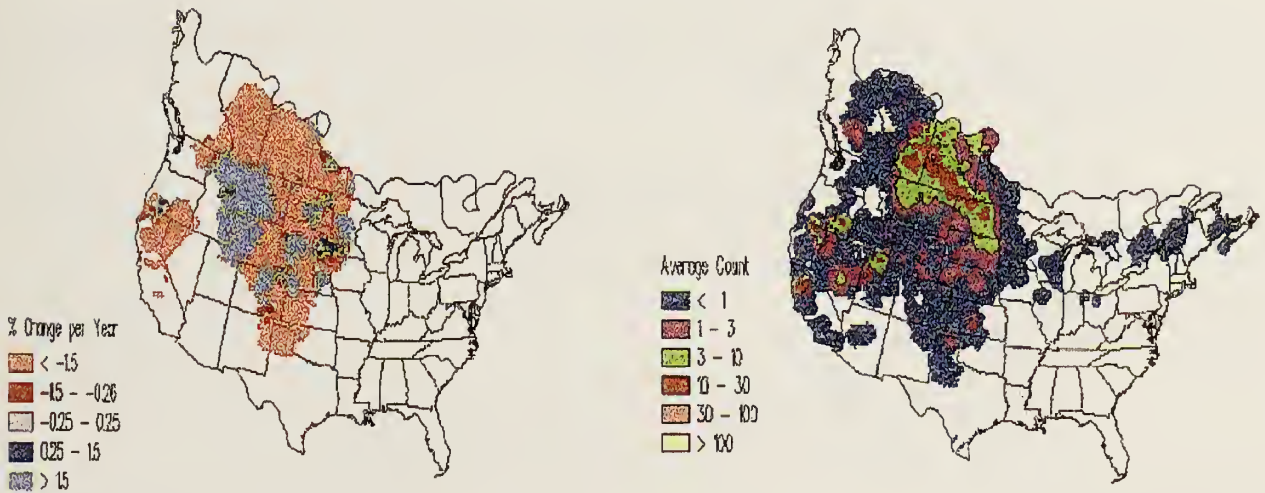 % Change per Year
< -1.5
-1.5 - -0.26
-0.25 - 0.25
0.25 - 1.5
> 1.5
Average Count
< 1
1 - 3
3 - 10
10 - 30
30 - 100
> 100